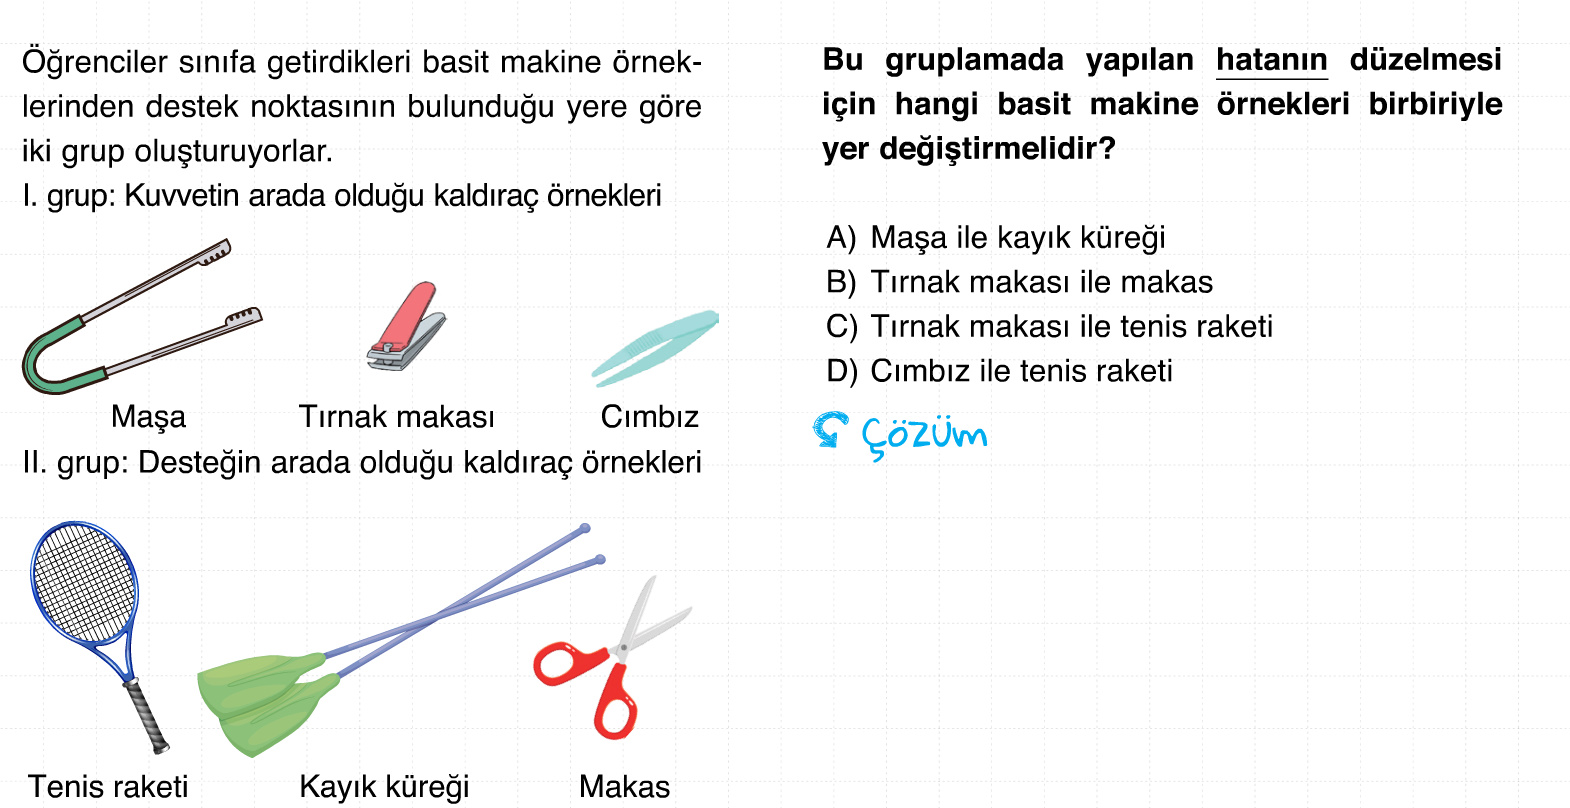 Öğrenciler sınıfa getirdikleri basit makine örnek-
lerinden destek noktasının bulunduğu yere göre
iki grup oluşturuyorlar.
I. grup: Kuvvetin arada olduğu kaldıraç örnekleri
Maşa
Tırnak makası
Cımbız
II. grup: Desteğin arada olduğu kaldıraç örnekleri
Tenis raketi
Kayık küreği
Makas
Bu gruplamada yapılan hatanın düzelmesi
için hangi basit makine örnekleri birbiriyle
yer değiştirmelidir?
A) Maşa ile kayık küreği
B) Tırnak makası ile makas
C) Tırnak makası ile tenis raketi
D) Cımbız ile tenis raketi
çözüm